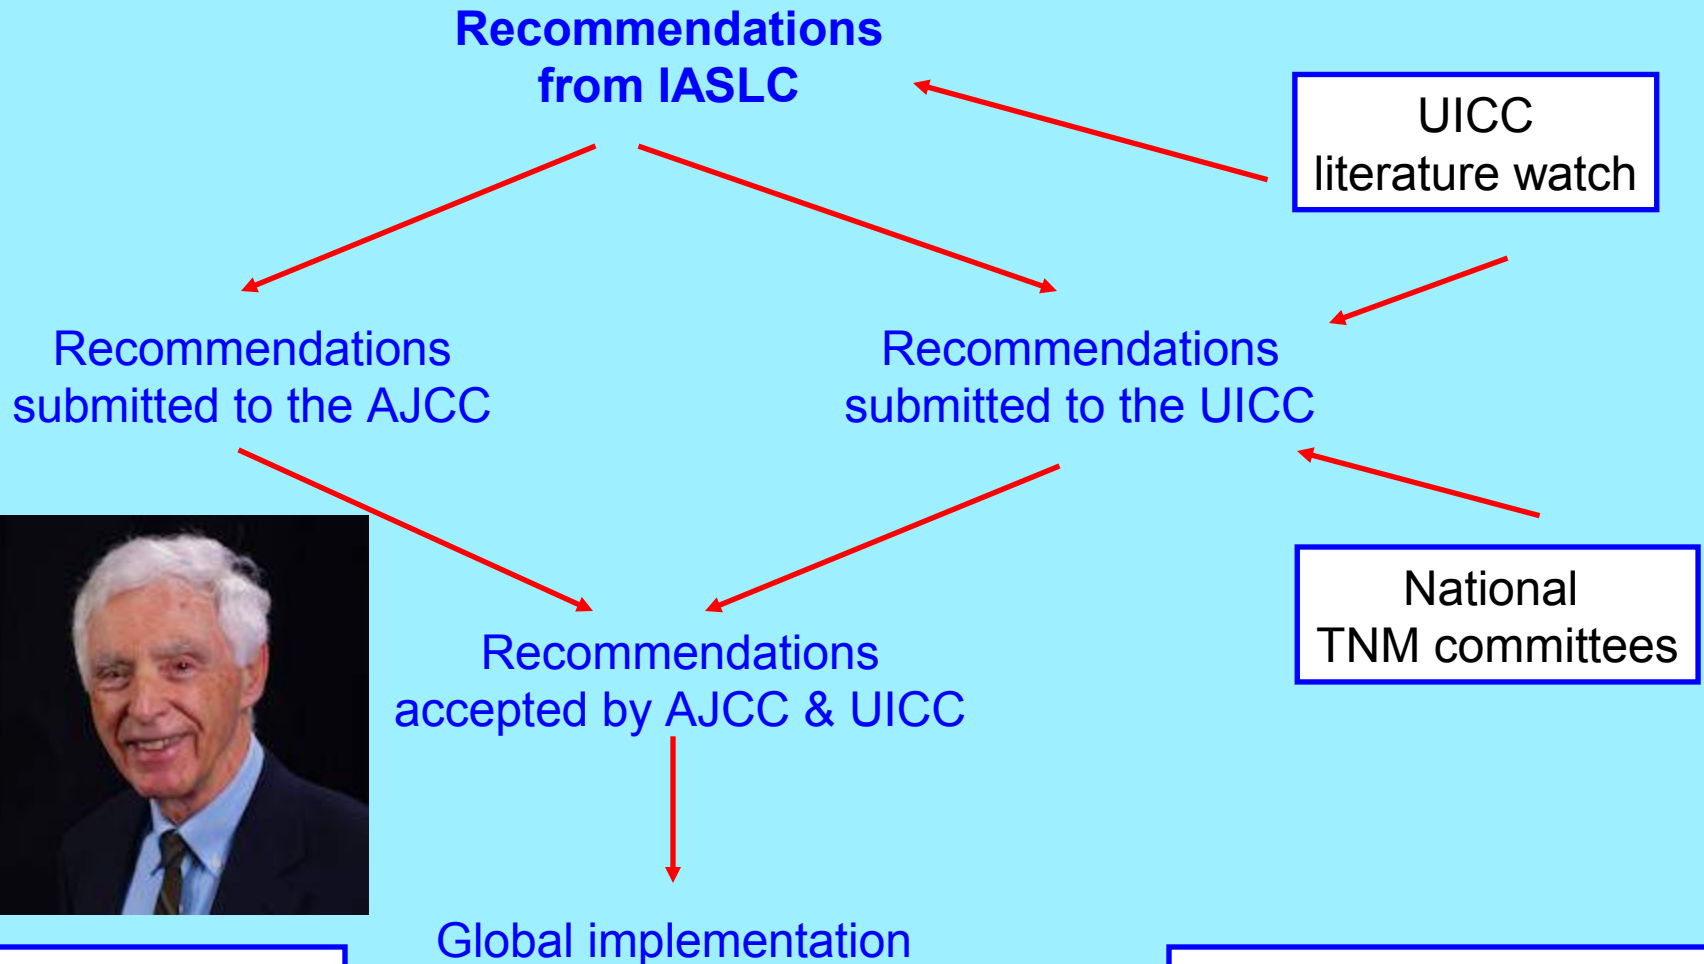 Recommendations
from IASLC
UICC
literature watch
Recommendations
submitted to the AJCC
Recommendations
submitted to the UICC
National
TNM committees
Recommendations
accepted by AJCC & UICC
Global implementation